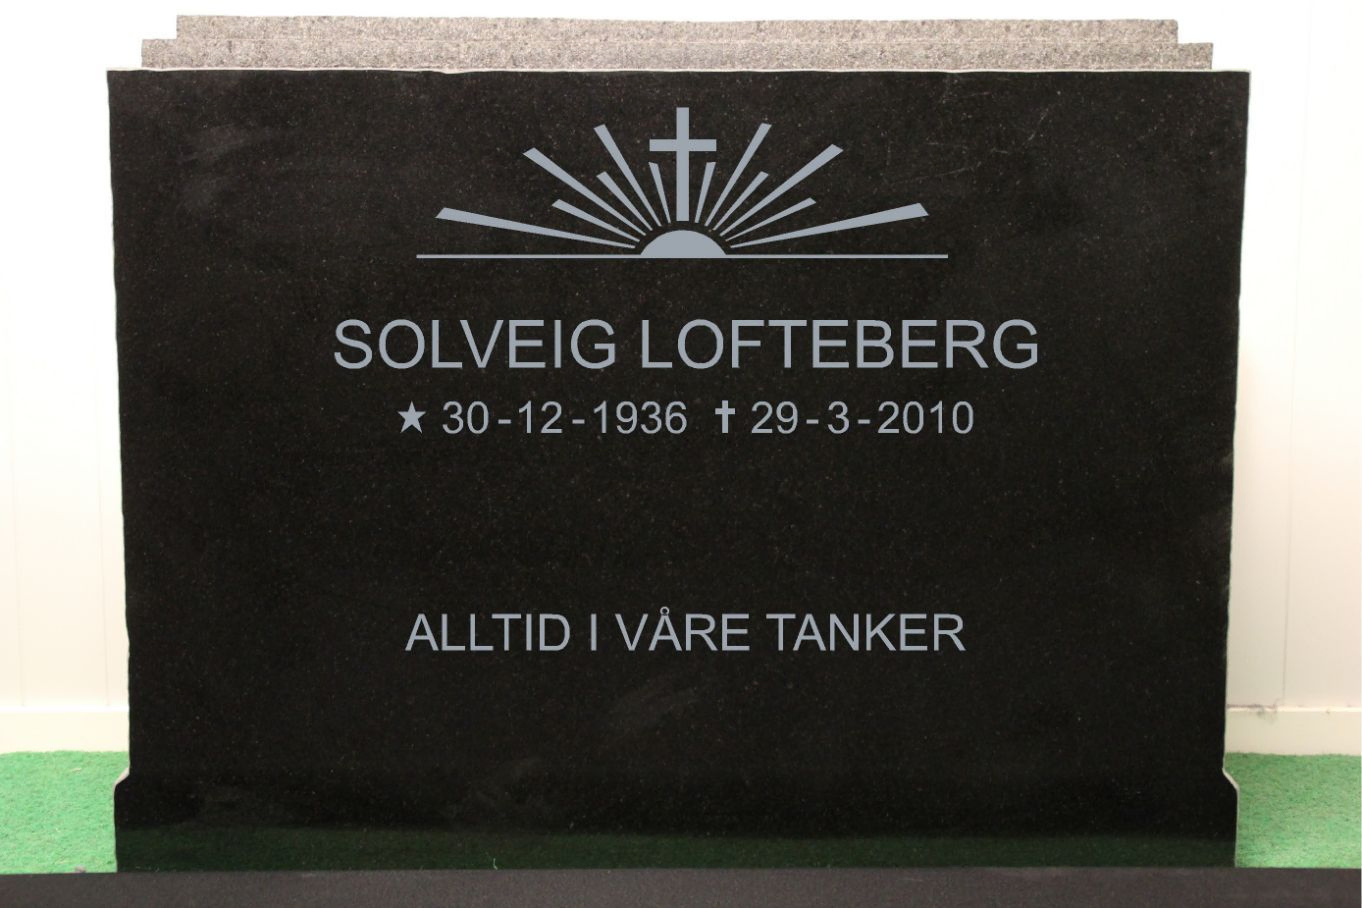 SOLVEIG LOFTEBERG
★ 30-12-1936 ✝ 29-3-2010
ALLTID I VÅRE TANKER